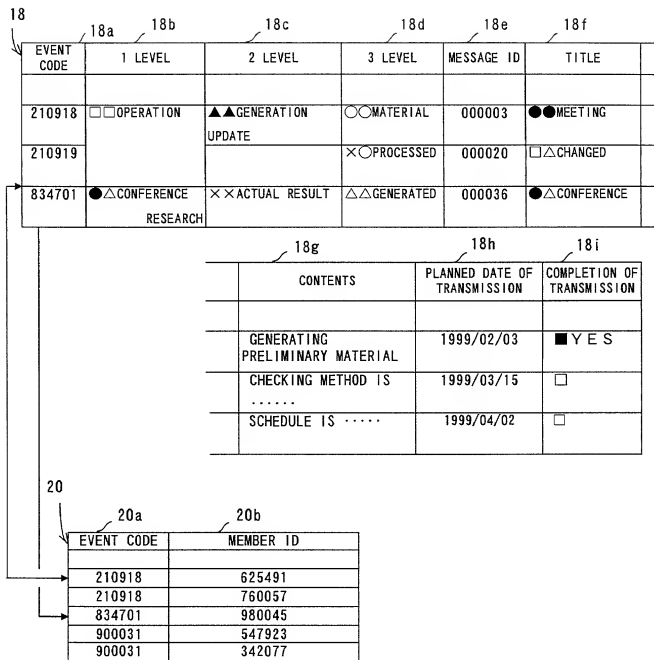 18
18a 18b 18c 18d 18e 18f
EVENT CODE 1 LEVEL 2 LEVEL 3 LEVEL MESSAGE ID TITLE
210918 □□OPERATION ▲▲GENERATION UPDATE ○○MATERIAL 000003 ●●MEETING
210919 ×○PROCESSED 000020 □△CHANGED
834701 ●△CONFERENCE RESEARCH ××ACTUAL RESULT △△GENERATED 000036 ●△CONFERENCE
18g 18h 18i
CONTENTS PLANNED DATE OF TRANSMISSION COMPLETION OF TRANSMISSION
GENERATING PRELIMINARY MATERIAL 1999/02/03 ■YES
CHECKING METHOD IS ...... 1999/03/15 □
SCHEDULE IS ..... 1999/04/02 □
20
20a 20b
EVENT CODE MEMBER ID
210918 625491
210918 760057
834701 980045
900031 547923
900031 342077